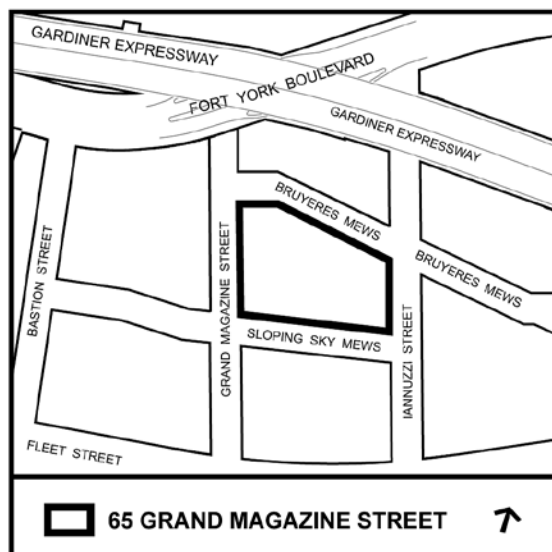 GARDINER EXPRESSWAY
FORT YORK BOULEVARD
GARDINER EXPRESSWAY
BRUYERES MEWS
BRUYERES MEWS
BASTION STREET
GRAND MAGAZINE STREET
SLOPING SKY MEWS
IANNUZZI STREET
FLEET STREET
65 GRAND MAGAZINE STREET